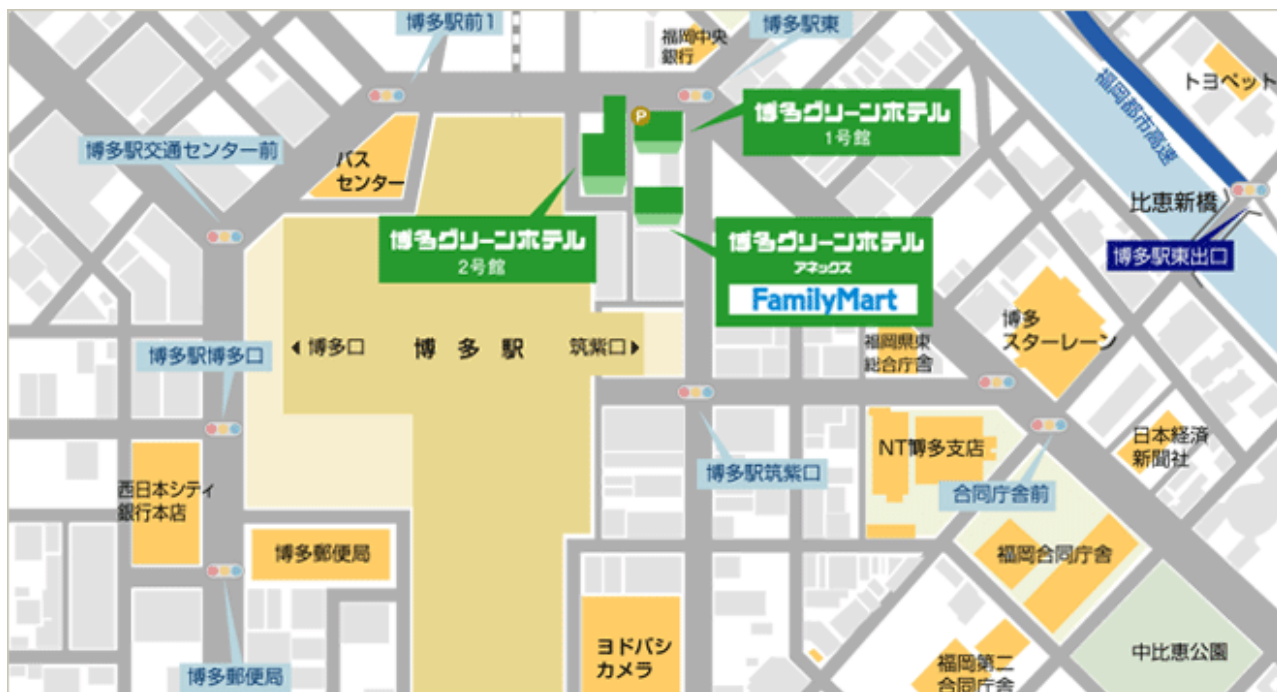 博多駅前1
福岡中央
銀行
博多駅東
トヨペット
福岡都市高速
P
博多グリーンホテル
1号館
博多駅交通センター前
バス
センター
比恵新橋
博多駅東出口
博多グリーンホテル
2号館
博多グリーンホテル
アネックス
FamilyMart
博多
スターレーン
福岡県東
総合庁舎
博多駅博多口
博多口
博多駅
筑紫口
日本経済
新聞社
NT博多支店
博多駅筑紫口
合同庁舎前
西日本シティ
銀行本店
博多郵便局
福岡合同庁舎
ヨドバシ
カメラ
中比恵公園
福岡第二
合同庁舎
博多郵便局